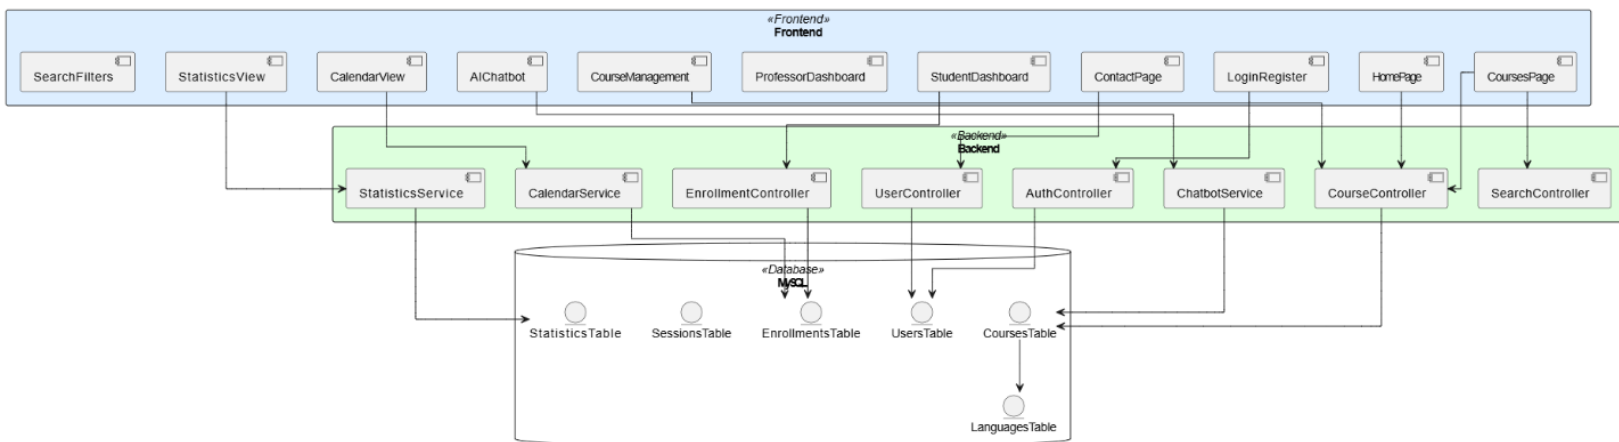 «Frontend»
Frontend
SearchFilters
StatisticsView
CalendarView
AIChatbot
CourseManagement
ProfessorDashboard
StudentDashboard
ContactPage
LoginRegister
HomePage
CoursesPage
«Backend»
Backend
StatisticsService
CalendarService
EnrollmentController
UserController
AuthController
ChatbotService
CourseController
SearchController
«Database»
MySQL
StatisticsTable
SessionsTable
EnrollmentsTable
UsersTable
CoursesTable
LanguagesTable